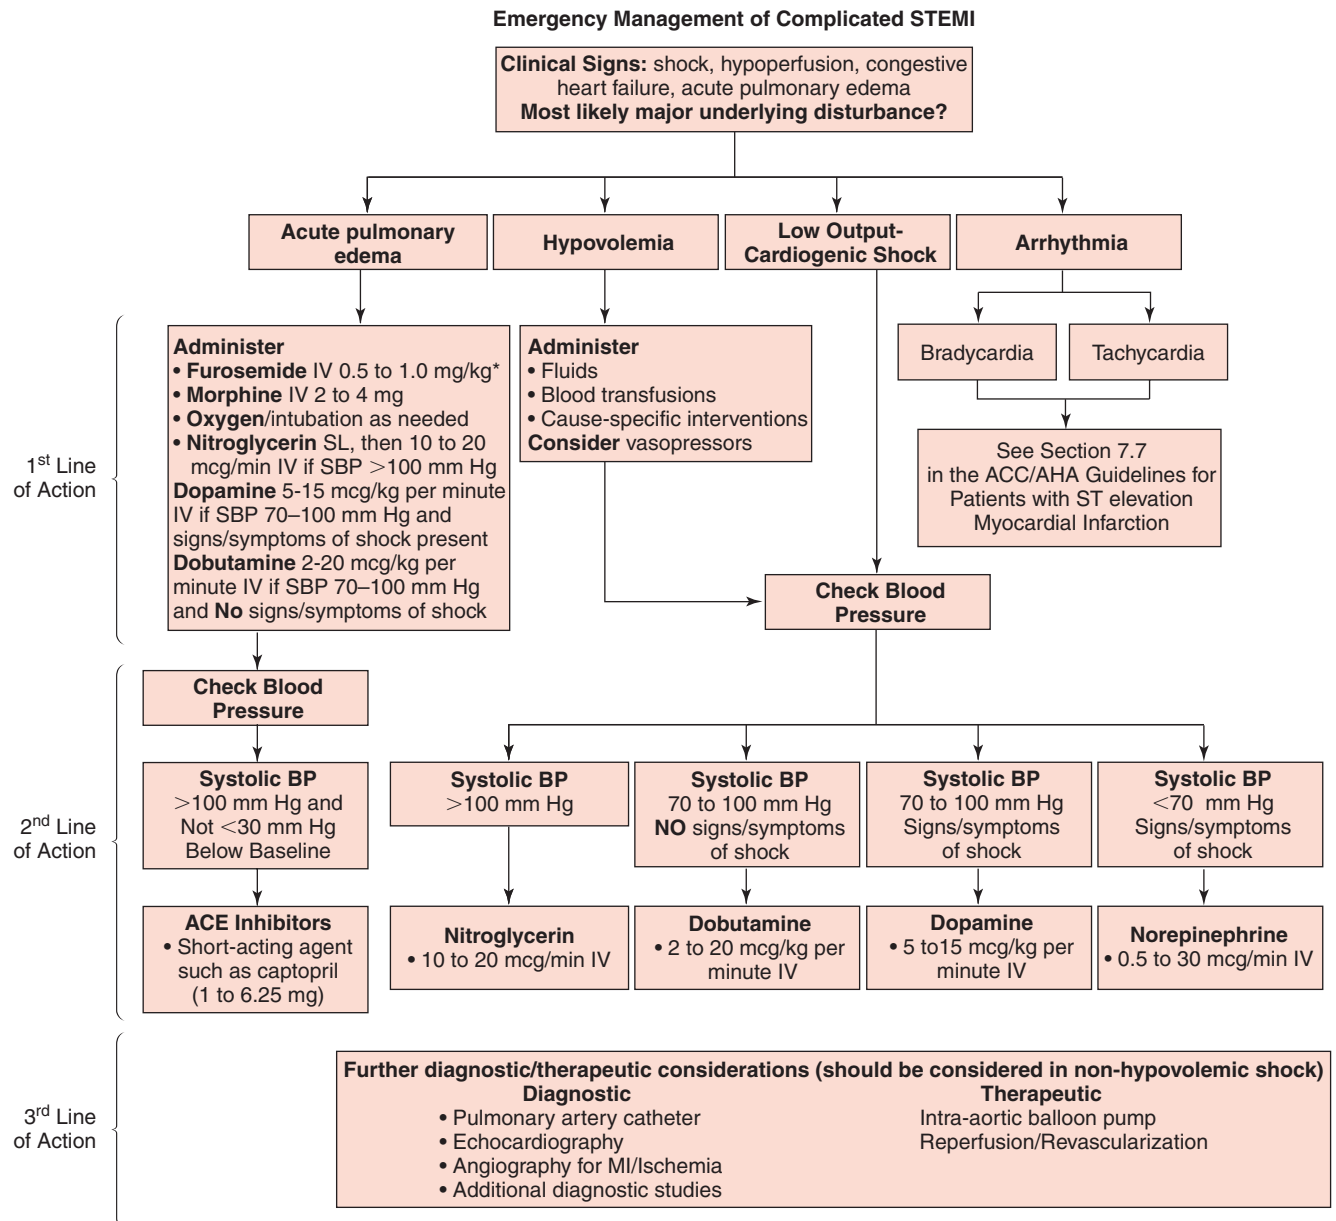 Emergency Management of Complicated STEMI
Clinical Signs: shock, hypoperfusion, congestive
heart failure, acute pulmonary edema
Most likely major underlying disturbance?
Acute pulmonary
edema
Hypovolemia
Low Output-
Cardiogenic Shock
Arrhythmia
Bradycardia
Tachycardia
See Section 7.7
in the ACC/AHA Guidelines for
Patients with ST elevation
Myocardial Infarction
1st Line
of Action
Administer
• Furosemide IV 0.5 to 1.0 mg/kg*
• Morphine IV 2 to 4 mg
• Oxygen/intubation as needed
• Nitroglycerin SL, then 10 to 20
mcg/min IV if SBP >100 mm Hg
Dopamine 5-15 mcg/kg per minute
IV if SBP 70–100 mm Hg and
signs/symptoms of shock present
Dobutamine 2-20 mcg/kg per
minute IV if SBP 70–100 mm Hg
and No signs/symptoms of shock
Administer
• Fluids
• Blood transfusions
• Cause-specific interventions
Consider vasopressors
Check Blood
Pressure
2nd Line
of Action
Check Blood
Pressure
Systolic BP
>100 mm Hg and
Not <30 mm Hg
Below Baseline
ACE Inhibitors
• Short-acting agent
such as captopril
(1 to 6.25 mg)
Systolic BP
>100 mm Hg
Nitroglycerin
• 10 to 20 mcg/min IV
Systolic BP
70 to 100 mm Hg
NO signs/symptoms
of shock
Dobutamine
• 2 to 20 mcg/kg per
minute IV
Systolic BP
70 to 100 mm Hg
Signs/symptoms
of shock
Dopamine
• 5 to15 mcg/kg per
minute IV
Systolic BP
<70 mm Hg
Signs/symptoms
of shock
Norepinephrine
• 0.5 to 30 mcg/min IV
3rd Line
of Action
Further diagnostic/therapeutic considerations (should be considered in non-hypovolemic shock)
Diagnostic
• Pulmonary artery catheter
• Echocardiography
• Angiography for MI/Ischemia
• Additional diagnostic studies
Therapeutic
Intra-aortic balloon pump
Reperfusion/Revascularization